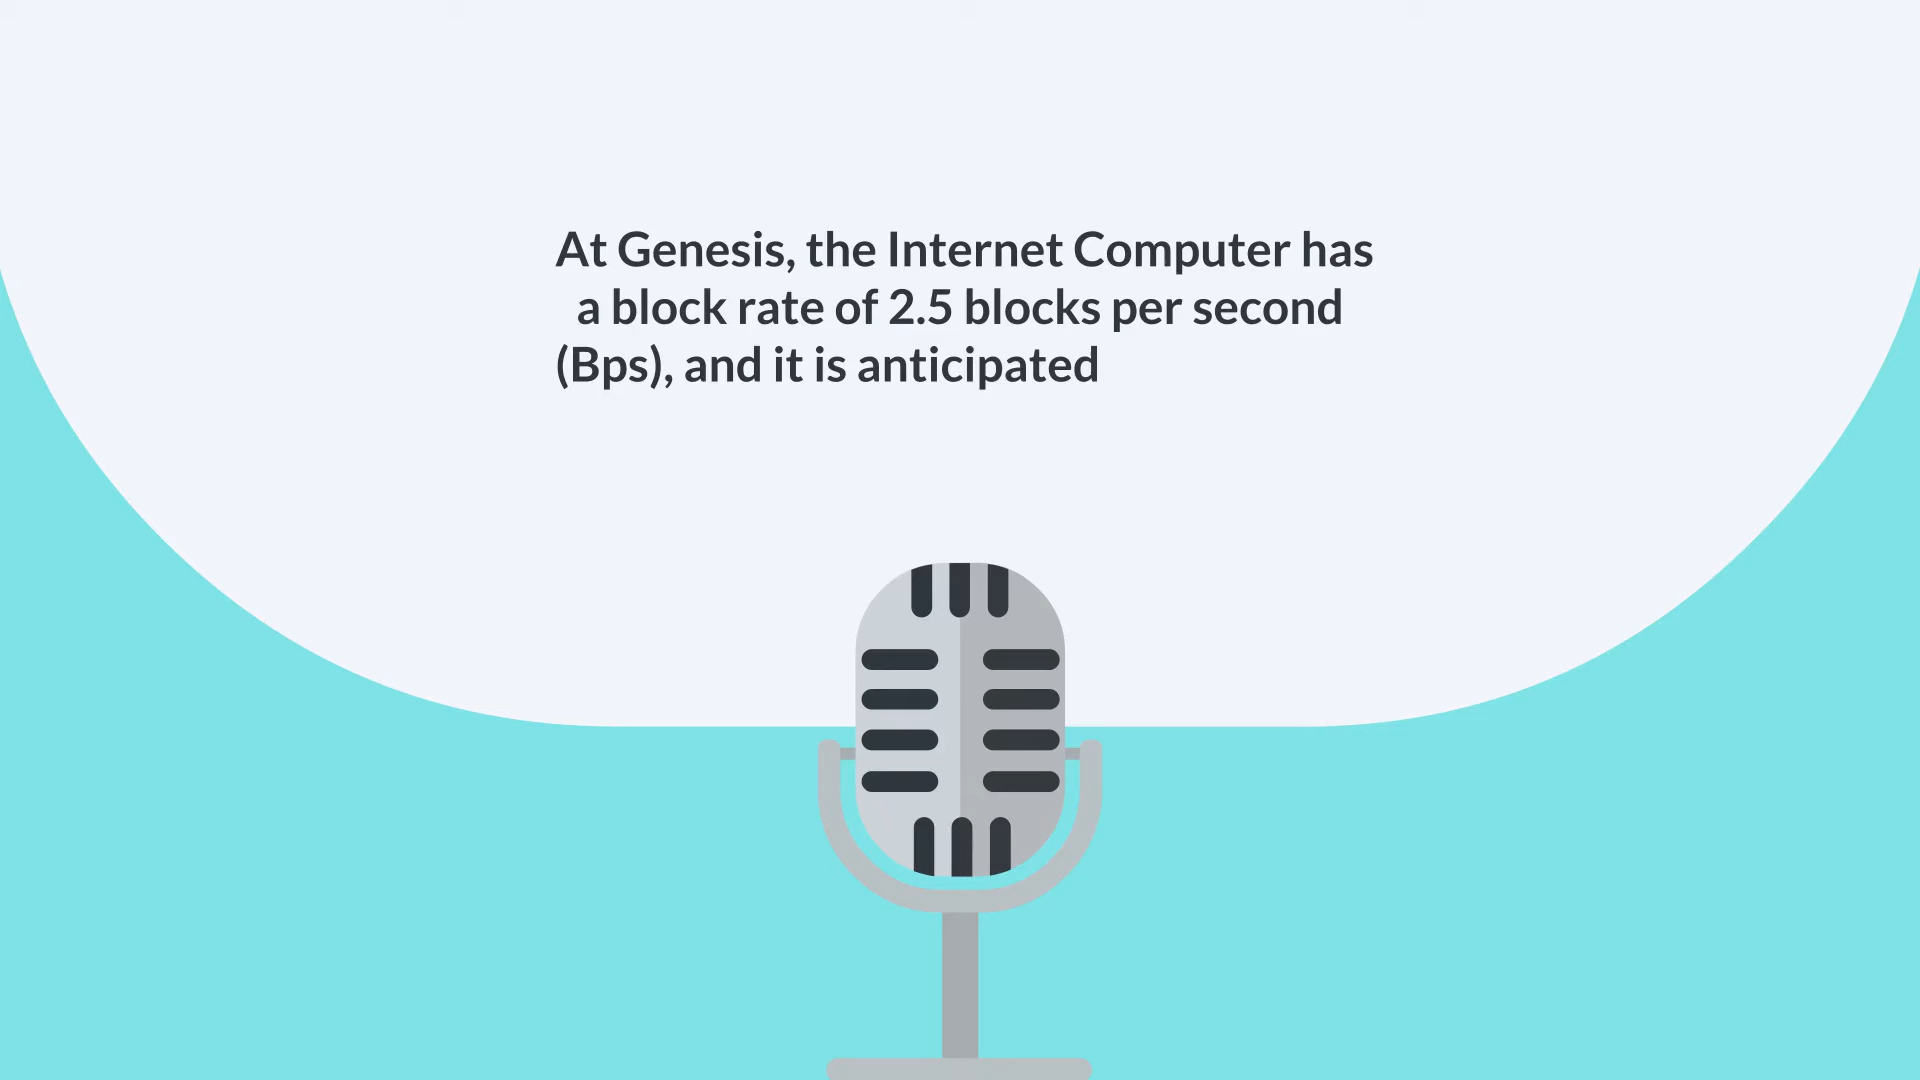 At Genesis, the Internet Computer has
a block rate of 2.5 blocks per second
(Bps), and it is anticipated